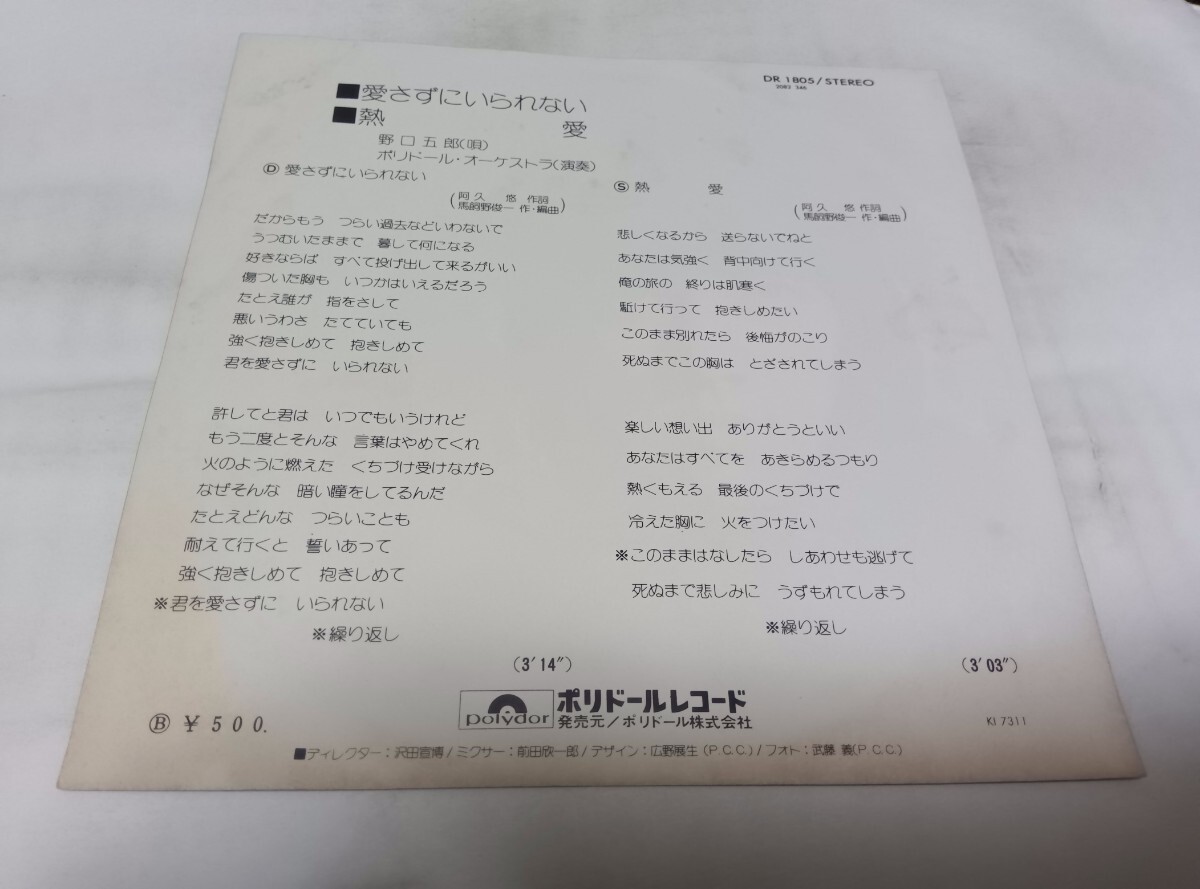 DR 1805/STEREO
2083 246
■愛さずにいられない
■熱　愛
野口五郎(唄)
ポリドール・オーケストラ(演奏)
Ⓓ 愛さずにいられない
(阿久　悠 作詞
馬飼野俊一 作・編曲)
だからもう　つらい過去などいわないで
うつむいたままで　暮して何になる
好きならば　すべて投げ出して来るがいい
傷ついた胸も　いつかはいえるだろう
たとえ誰が　指をさして
悪いうわさ　たてていても
強く抱きしめて　抱きしめて
君を愛さずに　いられない
許してと君は　いつでもいうけれど
もう二度とそんな　言葉はやめてくれ
火のように燃えた　くちづけ受けながら
なぜそんな　暗い瞳をしてるんだ
たとえどんな　つらいことも
耐えて行くと　誓いあって
強く抱きしめて　抱きしめて
※君を愛さずに　いられない
※繰り返し
(3′14″)
Ⓢ 熱　愛
(阿久　悠 作詞
馬飼野俊一 作・編曲)
悲しくなるから　送らないでねと
あなたは気強く　背中向けて行く
俺の旅の　終りは肌寒く
駈けて行って　抱きしめたい
このまま別れたら　後悔がのこり
死ぬまでこの胸は　とざされてしまう
楽しい想い出　ありがとうといい
あなたはすべてを　あきらめるつもり
熱くもえる　最後のくちづけで
冷えた胸に　火をつけたい
※このままはなしたら　しあわせも逃げて
死ぬまで悲しみに　うずもれてしまう
※繰り返し
(3′03″)
Ⓑ ￥500.
polydor
ポリドールレコード
発売元／ポリドール株式会社
KI 7311
■ディレクター：沢田宣博/ミクサー：前田欣一郎/デザイン：広野展生(P.C.C.)/フォト：武藤 義(P.C.C.)